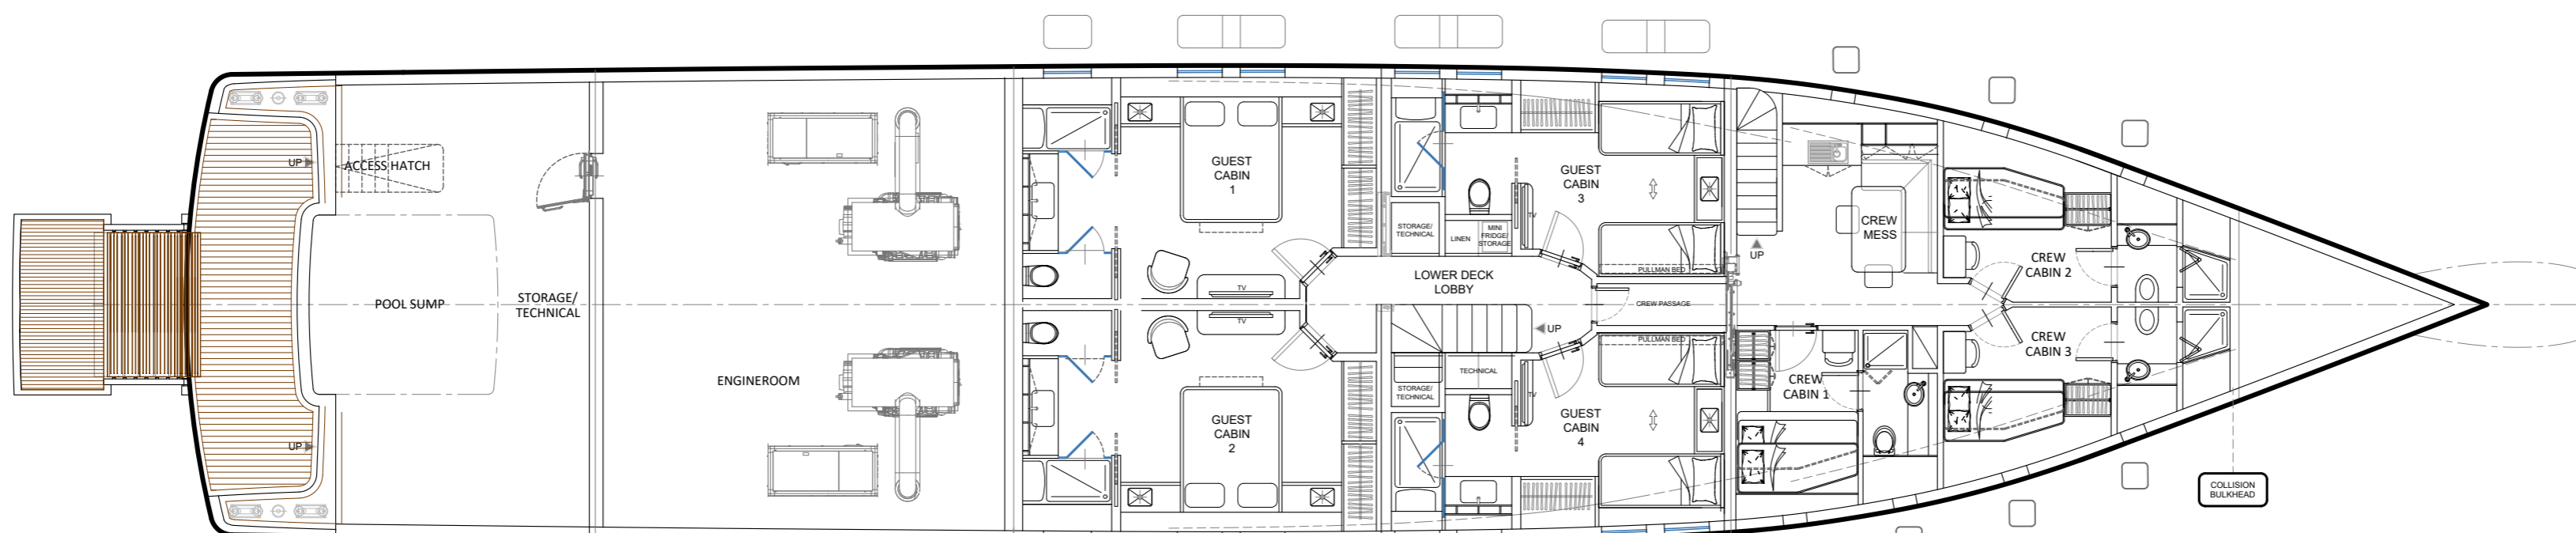 UP
ACCESS HATCH
POOL SUMP
STORAGE/
TECHNICAL
UP
ENGINEROOM
GUEST
CABIN
1
TV
TV
GUEST
CABIN
2
STORAGE/
TECHNICAL
LINEN
MINI
FRIDGE/
STORAGE
TV
GUEST
CABIN
3
PULLMAN BED
LOWER DECK
LOBBY
CREW PASSAGE
UP
STORAGE/
TECHNICAL
TECHNICAL
TV
PULLMAN BED
GUEST
CABIN
4
UP
CREW
MESS
CREW
CABIN 1
CREW
CABIN 2
CREW
CABIN 3
COLLISION
BULKHEAD